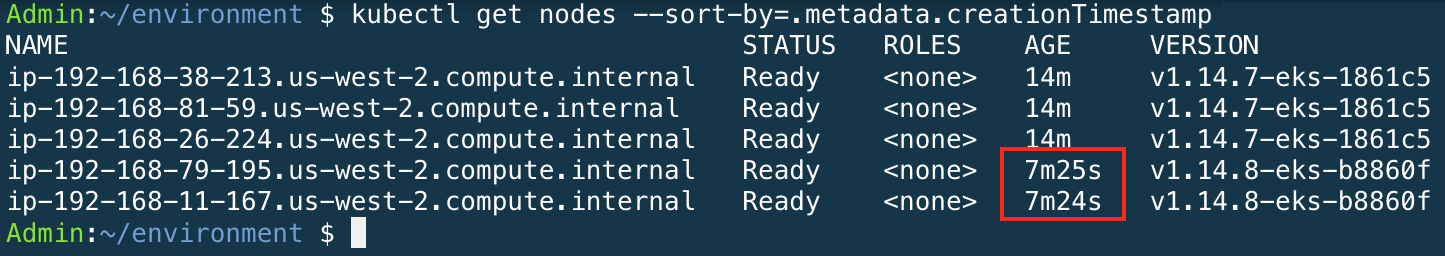 Admin:~/environment $ kubectl get nodes --sort-by=.metadata.creationTimestamp
NAME STATUS ROLES AGE VERSION
ip-192-168-38-213.us-west-2.compute.internal Ready <none> 14m v1.14.7-eks-1861c5
ip-192-168-81-59.us-west-2.compute.internal Ready <none> 14m v1.14.7-eks-1861c5
ip-192-168-26-224.us-west-2.compute.internal Ready <none> 14m v1.14.7-eks-1861c5
ip-192-168-79-195.us-west-2.compute.internal Ready <none> 7m25s v1.14.8-eks-b8860f
ip-192-168-11-167.us-west-2.compute.internal Ready <none> 7m24s v1.14.8-eks-b8860f
Admin:~/environment $